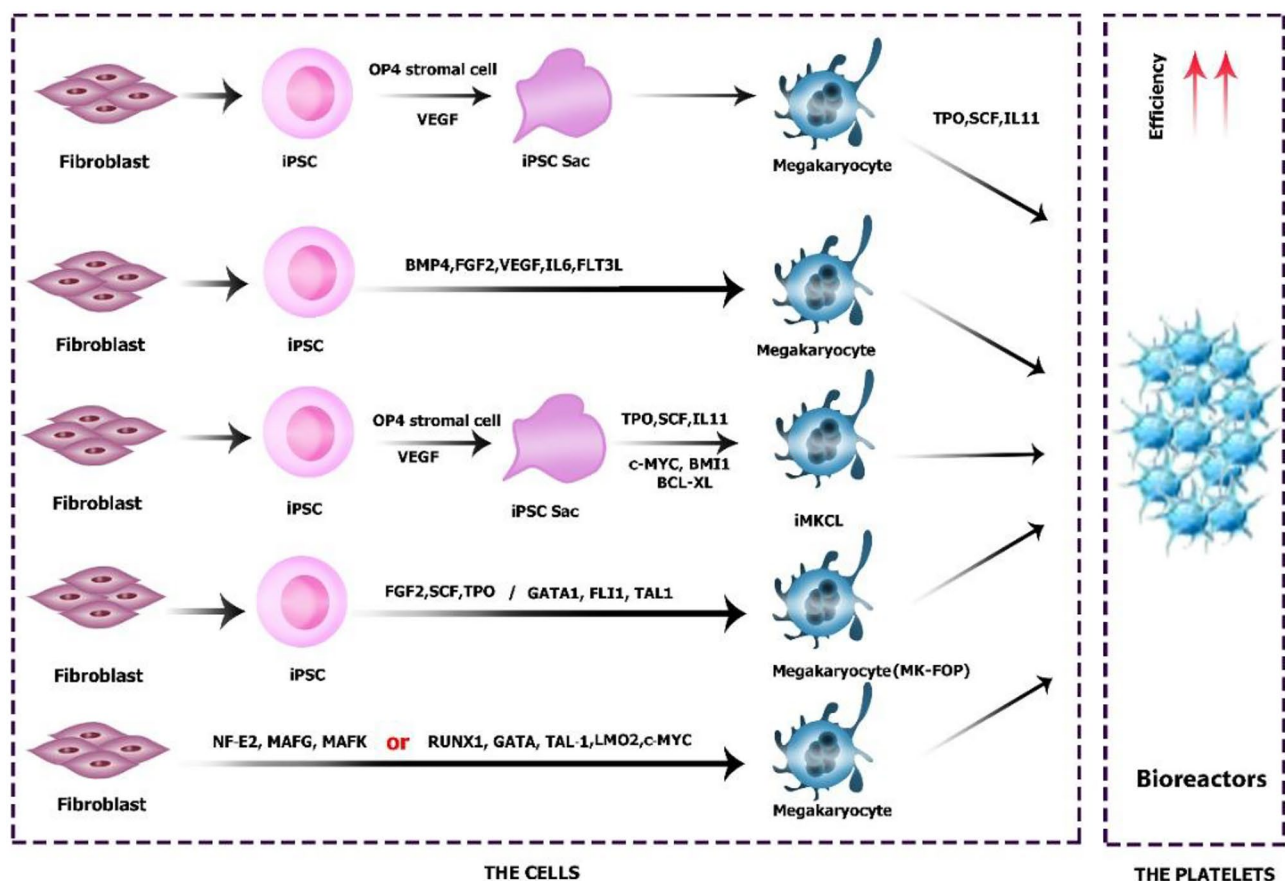 OP4 stromal cell
VEGF
TPO,SCF,IL11
Fibroblast
iPSC
iPSC Sac
Megakaryocyte
BMP4,FGF2,VEGF,IL6,FLT3L
Fibroblast
iPSC
Megakaryocyte
OP4 stromal cell
VEGF
TPO,SCF,IL11
c-MYC, BMI1
BCL-XL
Fibroblast
iPSC
iPSC Sac
iMKCL
FGF2,SCF,TPO / GATA1, FLI1, TAL1
Fibroblast
iPSC
Megakaryocyte(MK-FOP)
NF-E2, MAFG, MAFK or RUNX1, GATA, TAL-1,LMO2,c-MYC
Fibroblast
Megakaryocyte
THE CELLS
Efficiency
Bioreactors
THE PLATELETS